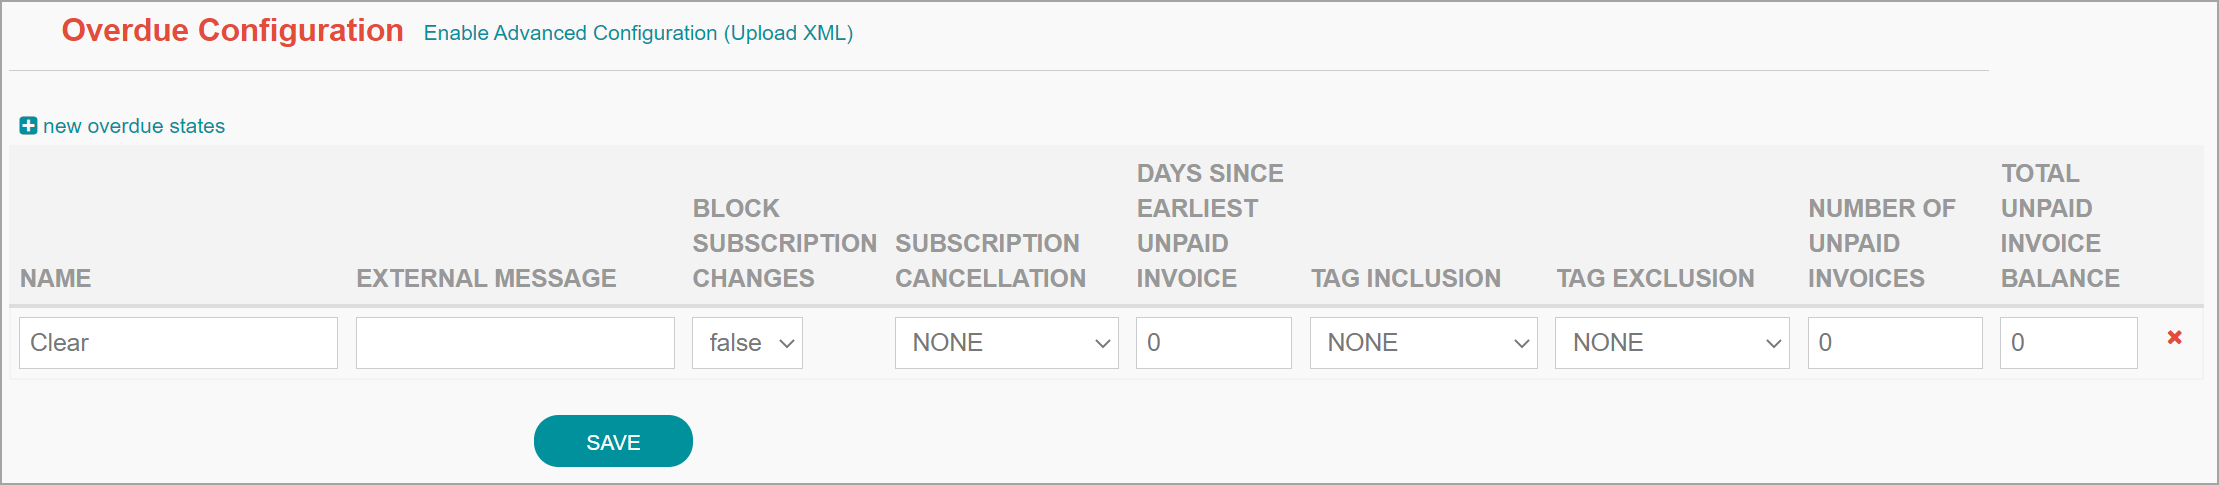 Overdue Configuration Enable Advanced Configuration (Upload XML)
new overdue states
NAME
EXTERNAL MESSAGE
BLOCK
SUBSCRIPTION
CHANGES
SUBSCRIPTION
CANCELLATION
DAYS SINCE
EARLIEST
UNPAID
INVOICE
TAG INCLUSION
TAG EXCLUSION
NUMBER OF
UNPAID
INVOICES
TOTAL
UNPAID
INVOICE
BALANCE
Clear false NONE 0 NONE NONE 0 0
SAVE